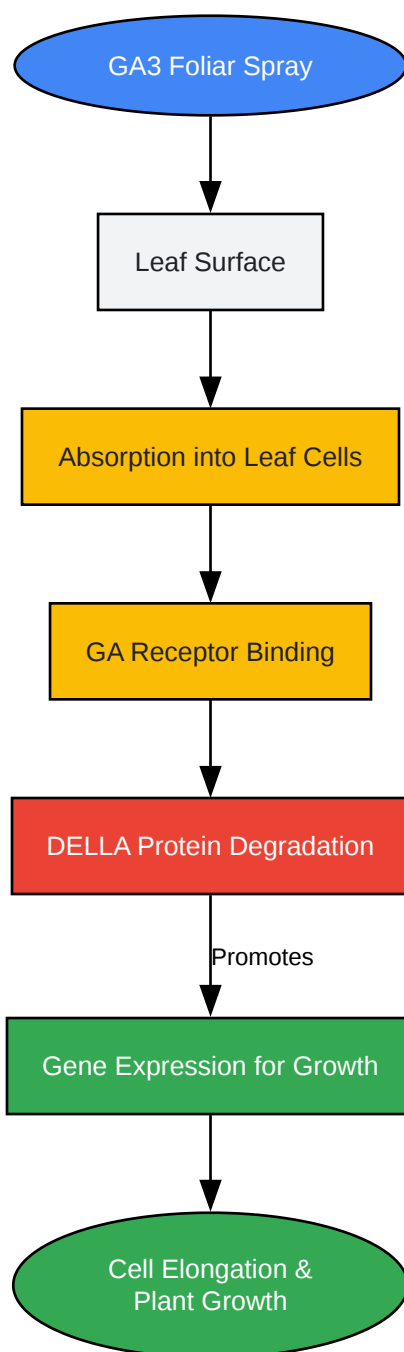 GA3 Foliar Spray
Leaf Surface
Absorption into Leaf Cells
GA Receptor Binding
DELLA Protein Degradation
Promotes
Gene Expression for Growth
Cell Elongation &
Plant Growth